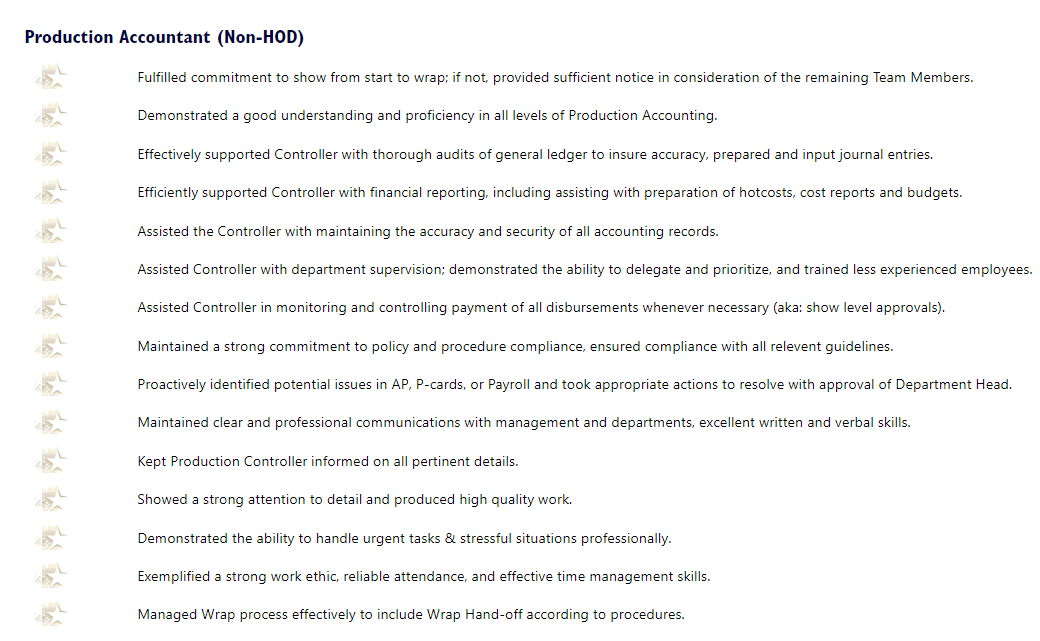 Production Accountant (Non-HOD)
Fulfilled commitment to show from start to wrap; if not, provided sufficient notice in consideration of the remaining Team Members.
Demonstrated a good understanding and proficiency in all levels of Production Accounting.
Effectively supported Controller with thorough audits of general ledger to insure accuracy, prepared and input journal entries.
Efficiently supported Controller with financial reporting, including assisting with preparation of hotcosts, cost reports and budgets.
Assisted the Controller with maintaining the accuracy and security of all accounting records.
Assisted Controller with department supervision; demonstrated the ability to delegate and prioritize, and trained less experienced employees.
Assisted Controller in monitoring and controlling payment of all disbursements whenever necessary (aka: show level approvals).
Maintained a strong commitment to policy and procedure compliance, ensured compliance with all relevent guidelines.
Proactively identified potential issues in AP, P-cards, or Payroll and took appropriate actions to resolve with approval of Department Head.
Maintained clear and professional communications with management and departments, excellent written and verbal skills.
Kept Production Controller informed on all pertinent details.
Showed a strong attention to detail and produced high quality work.
Demonstrated the ability to handle urgent tasks & stressful situations professionally.
Exemplified a strong work ethic, reliable attendance, and effective time management skills.
Managed Wrap process effectively to include Wrap Hand-off according to procedures.